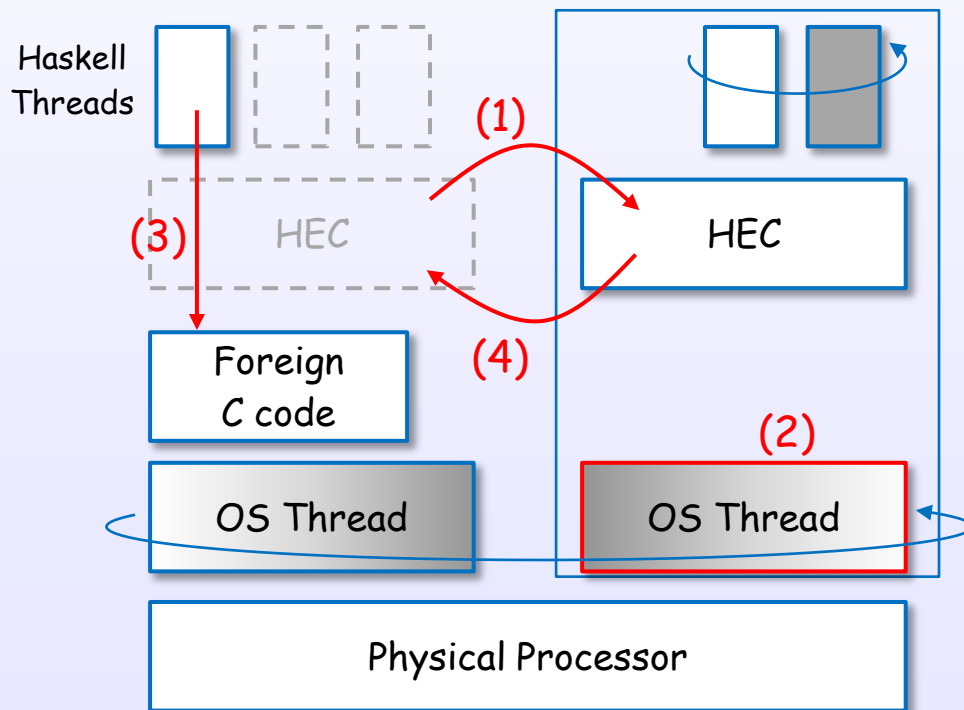 Haskell
Threads
(1)
HEC
HEC
(3)
(4)
Foreign
C code
(2)
OS Thread
OS Thread
Physical Processor